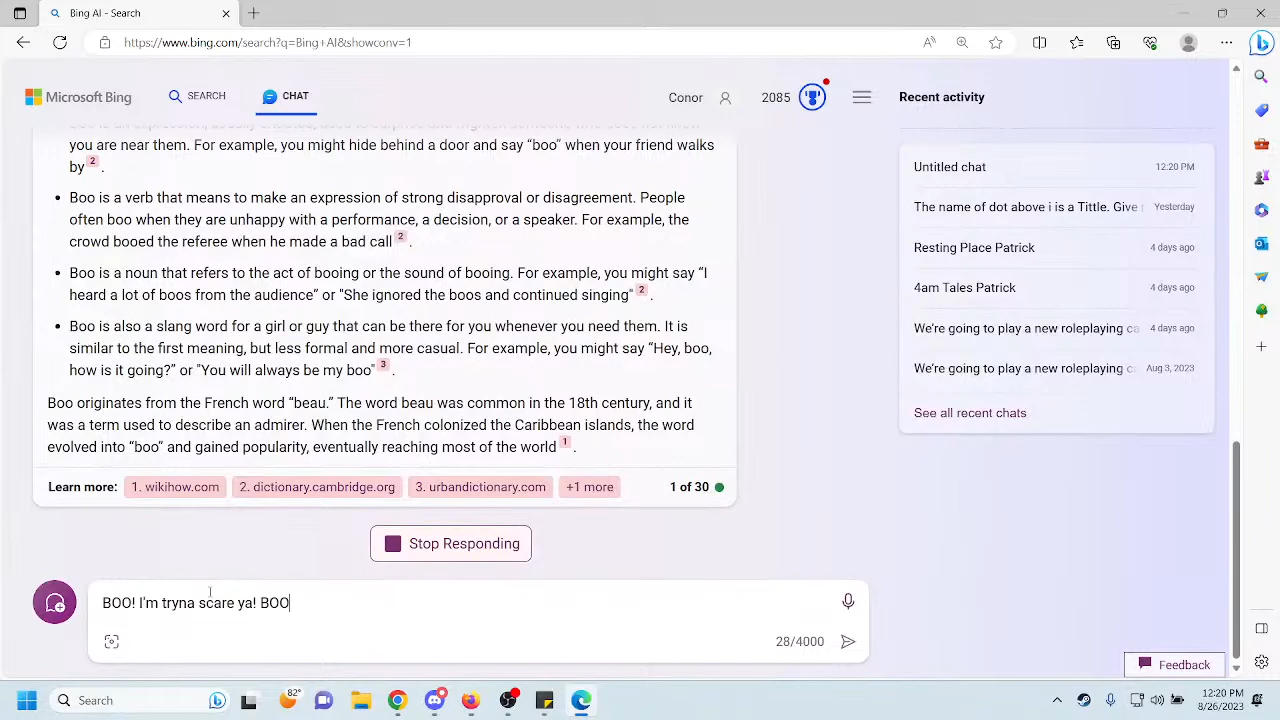 Bing AI - Search
https://www.bing.com/search?q=Bing+AI&showconv=1
Microsoft Bing
SEARCH
CHAT
Conor
2085
Recent activity
you are near them. For example, you might hide behind a door and say “boo” when your friend walks
by 2 .
• Boo is a verb that means to make an expression of strong disapproval or disagreement. People
often boo when they are unhappy with a performance, a decision, or a speaker. For example, the
crowd booed the referee when he made a bad call 2 .
• Boo is a noun that refers to the act of booing or the sound of booing. For example, you might say “I
heard a lot of boos from the audience” or "She ignored the boos and continued singing" 2 .
• Boo is also a slang word for a girl or guy that can be there for you whenever you need them. It is
similar to the first meaning, but less formal and more casual. For example, you might say “Hey, boo,
how is it going?” or "You will always be my boo" 3 .
Boo originates from the French word “beau.” The word beau was common in the 18th century, and it
was a term used to describe an admirer. When the French colonized the Caribbean islands, the word
evolved into “boo” and gained popularity, eventually reaching most of the world 1 .
Learn more: 1. wikihow.com 2. dictionary.cambridge.org 3. urbandictionary.com +1 more 1 of 30
Untitled chat 12:20 PM
The name of dot above i is a Tittle. Give Yesterday
Resting Place Patrick 4 days ago
4am Tales Patrick 4 days ago
We're going to play a new roleplaying ca 4 days ago
We're going to play a new roleplaying ca Aug 3, 2023
See all recent chats
Stop Responding
BOO! I'm tryna scare ya! BOO
28/4000
Feedback
Search
82°
12:20 PM
8/26/2023